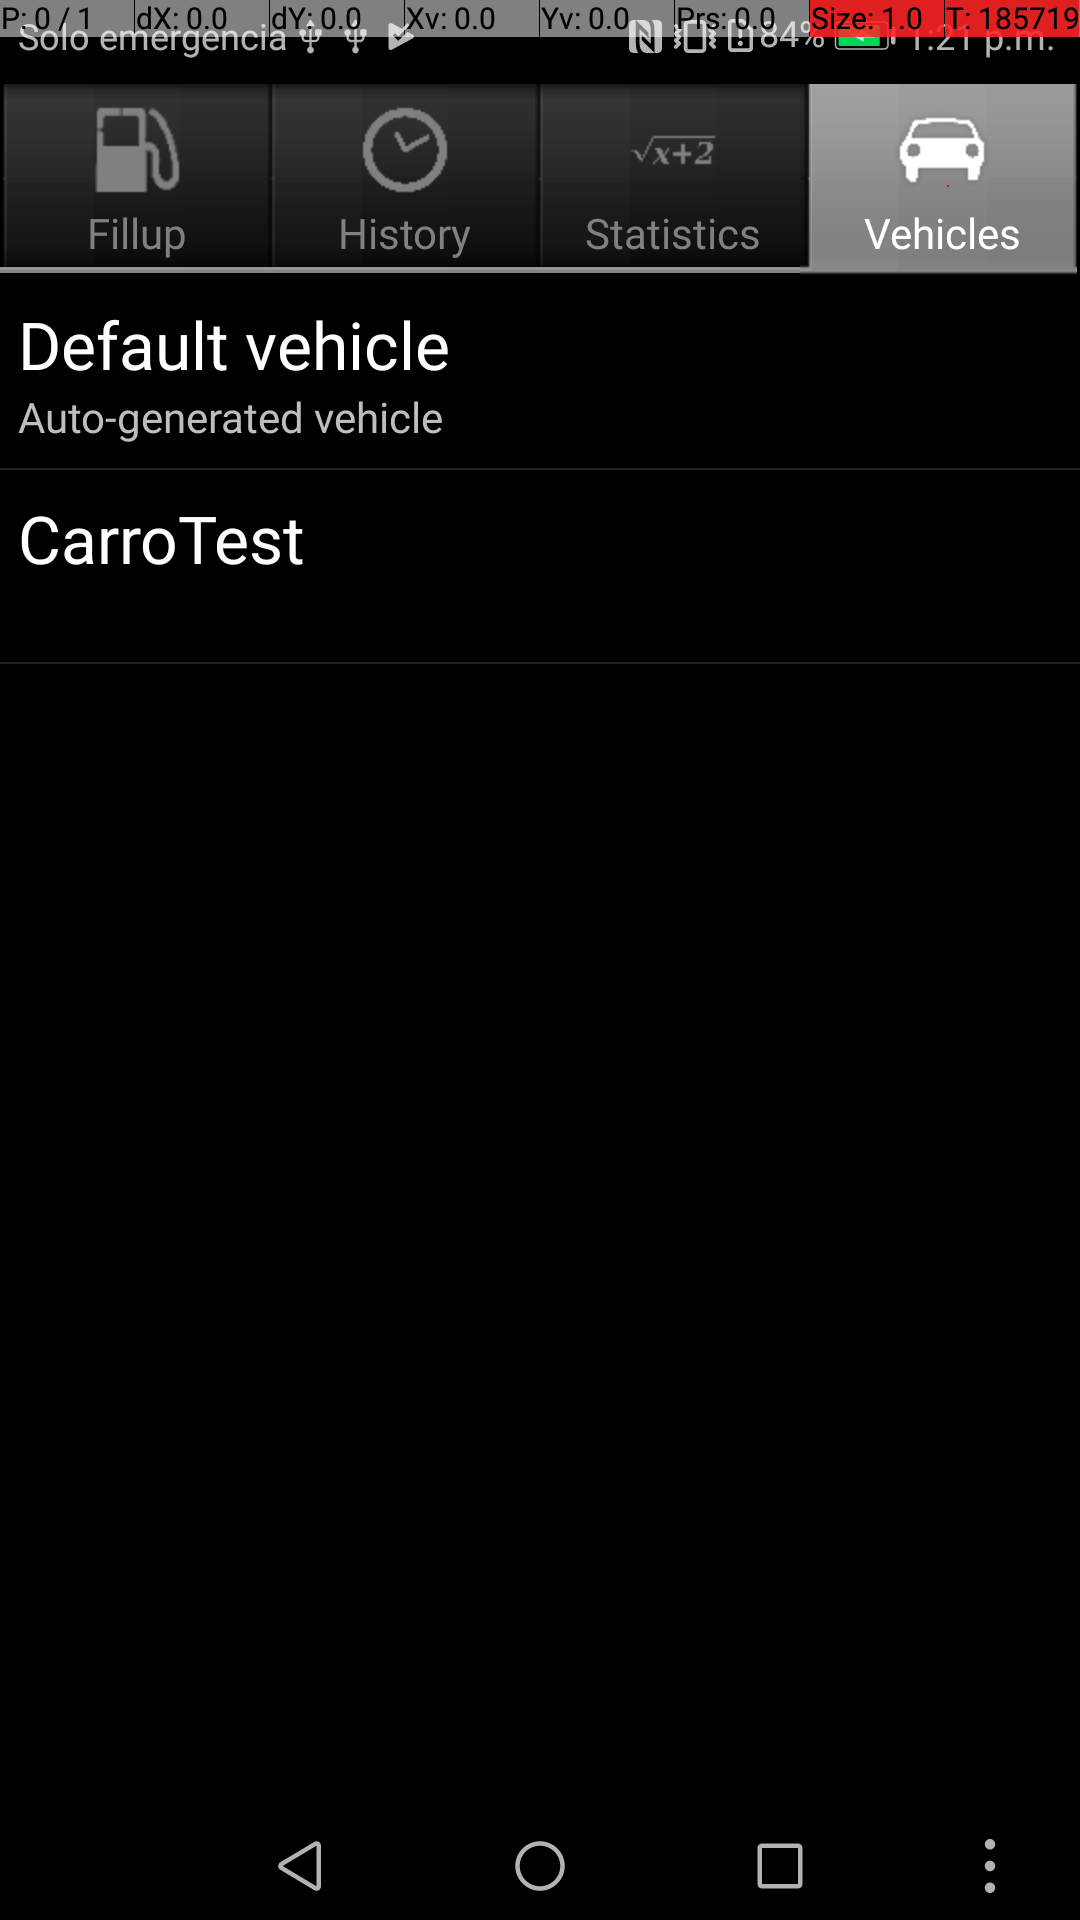 P: 0 / 1 dX: 0.0 dY: 0.0 Xv: 0.0 Yv: 0.0 Prs: 0.0 Size: 1.0 T: 185719
Solo emergencia 84% 1:21 p.m.
√x+2
Fillup History Statistics Vehicles
Default vehicle
Auto-generated vehicle
CarroTest